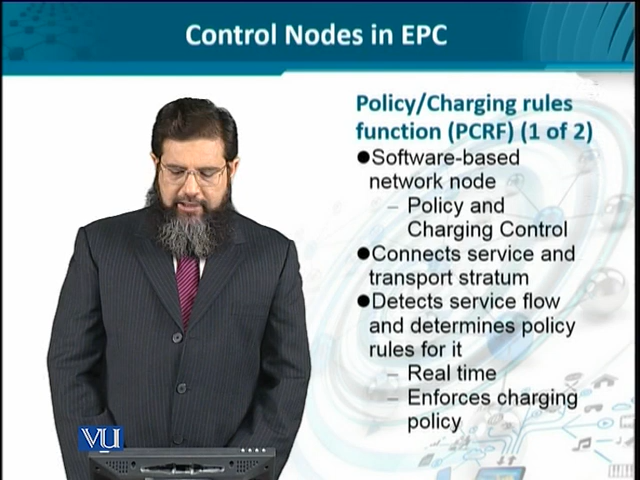 Control Nodes in EPC
Policy/Charging rules
function (PCRF) (1 of 2)
●Software-based
network node
– Policy and
Charging Control
●Connects service and
transport stratum
●Detects service flow
and determines policy
rules for it
– Real time
– Enforces charging
policy
VU